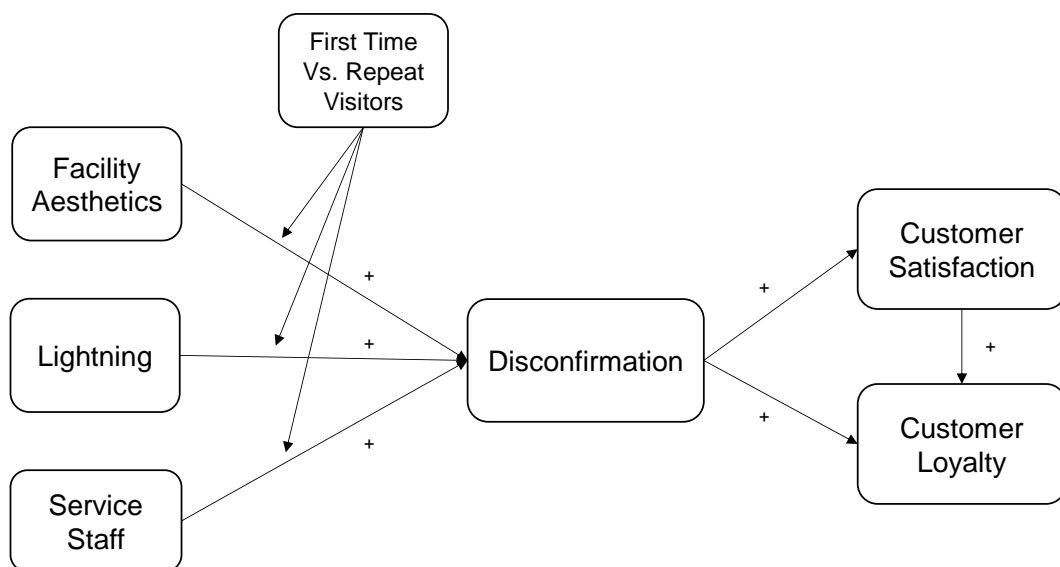 First Time
Vs. Repeat
Visitors
Facility
Aesthetics
+
Customer
Satisfaction
+
Lightning
+
Disconfirmation
+
+
+
Customer
Loyalty
Service
Staff